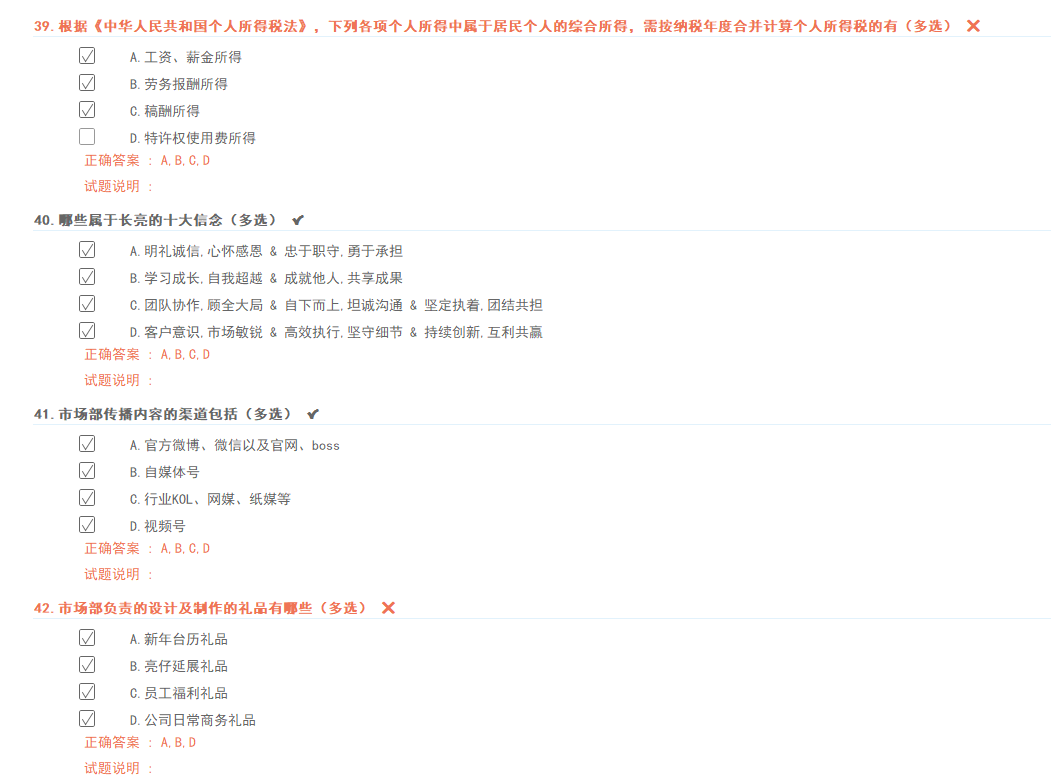 39. 根据《中华人民共和国个人所得税法》，下列各项个人所得中属于居民个人的综合所得，需按纳税年度合并计算个人所得税的有（多选）
A. 工资、薪金所得
B. 劳务报酬所得
C. 稿酬所得
D. 特许权使用费所得
正确答案 : A,B,C,D
试题说明 :
40. 哪些属于长亮的十大信念（多选）
A. 明礼诚信,心怀感恩 & 忠于职守,勇于承担
B. 学习成长,自我超越 & 成就他人,共享成果
C. 团队协作,顾全大局 & 自下而上,坦诚沟通 & 坚定执着,团结共担
D. 客户意识,市场敏锐 & 高效执行,坚守细节 & 持续创新,互利共赢
正确答案 : A,B,C,D
试题说明 :
41. 市场部传播内容的渠道包括（多选）
A. 官方微博、微信以及官网、boss
B. 自媒体号
C. 行业KOL、网媒、纸媒等
D. 视频号
正确答案 : A,B,C,D
试题说明 :
42. 市场部负责的设计及制作的礼品有哪些（多选）
A. 新年台历礼品
B. 亮仔延展礼品
C. 员工福利礼品
D. 公司日常商务礼品
正确答案 : A,B,D
试题说明 :